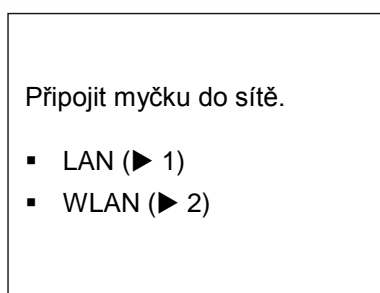 Připojit myčku do sítě.
▪ LAN (▶ 1)
▪ WLAN (▶ 2)